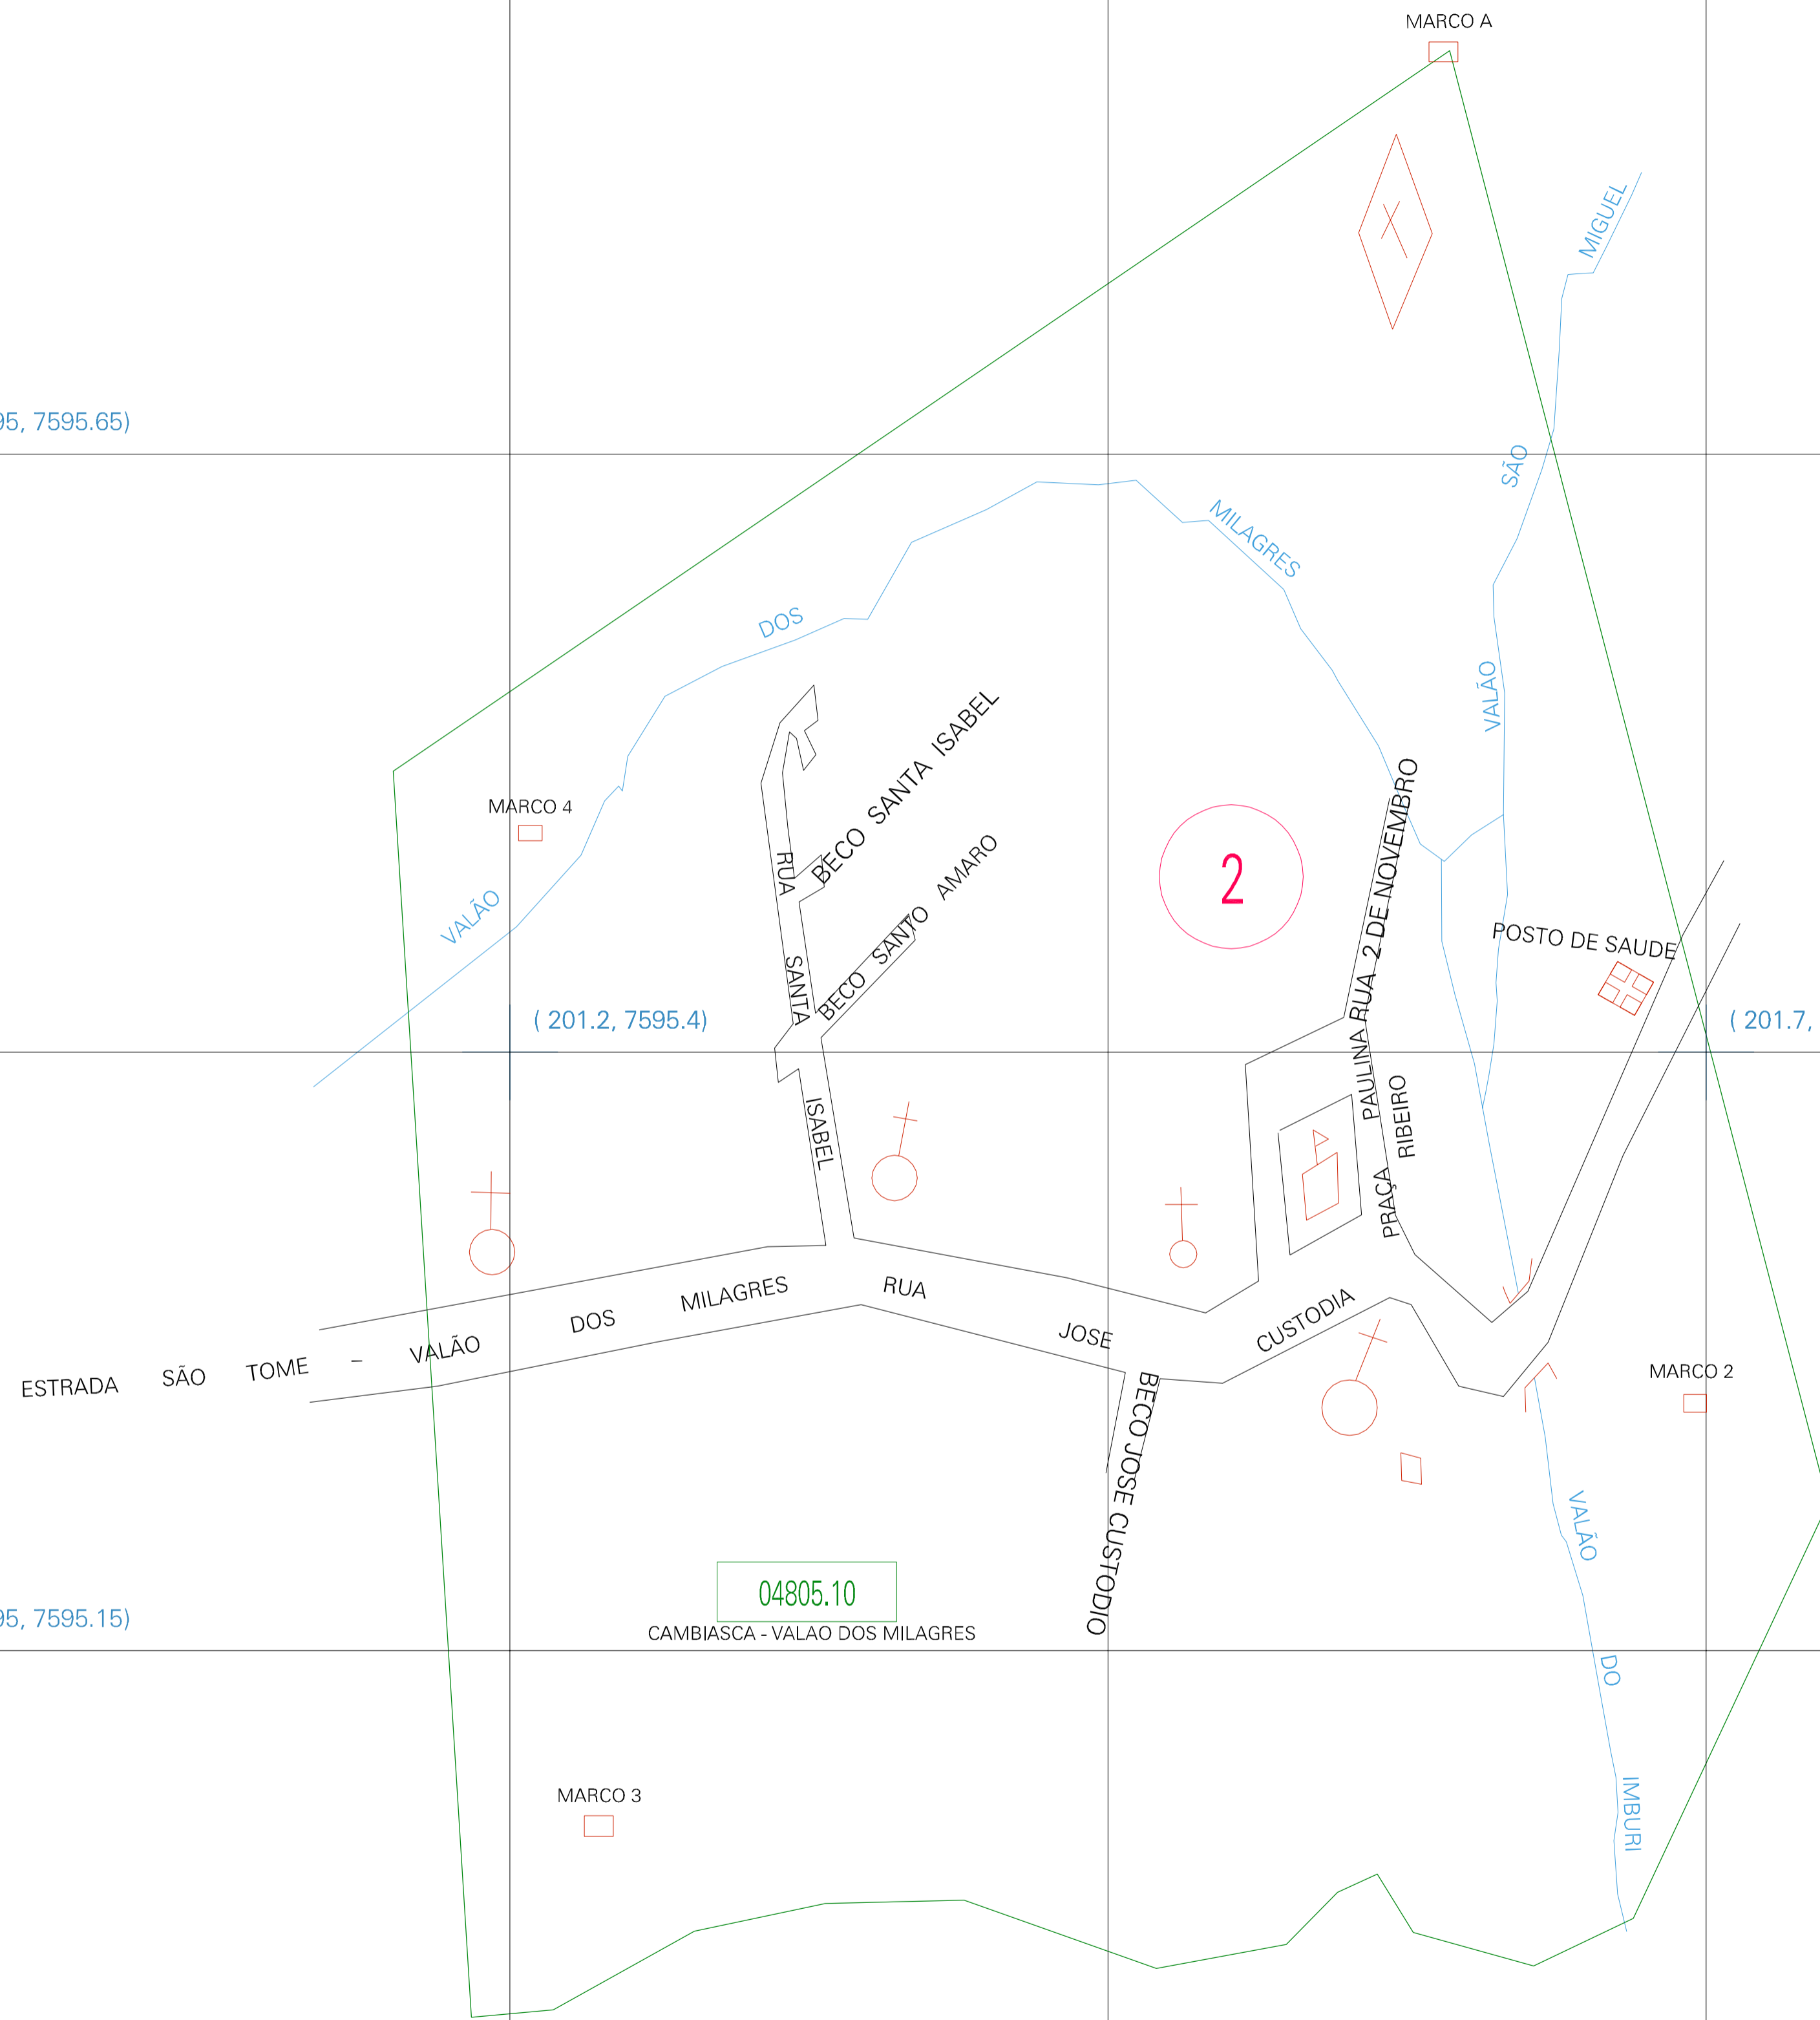 MARCO A
MIGUEL
95, 7595.65)
SÃO
MILAGRES
DOS
VALÃO
BECO SANTA ISABEL
MARCO 4
RUA 2 DE NOVEMBRO
BECO SANTO AMARO
2
VALÃO
POSTO DE SAUDE
RUA
SANTA
ISABEL
( 201.2, 7595.4)
( 201.7,
PAULINA
RIBEIRO
PRAÇA
ESTRADA SÃO TOME - VALÃO DOS MILAGRES
RUA JOSE CUSTODIA
MARCO 2
BECO JOSE CUSTODIO
VALÃO
DO
IMBURI
04805.10
CAMBIASCA - VALAO DOS MILAGRES
95, 7595.15)
MARCO 3